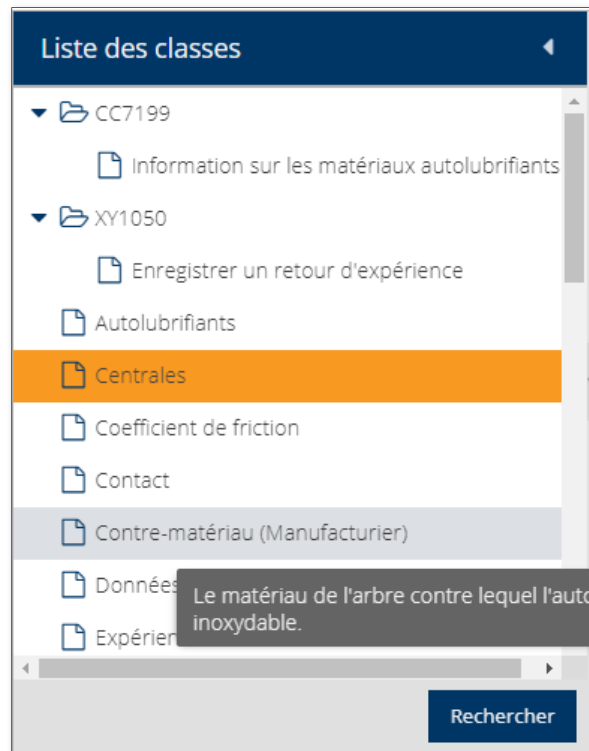 Liste des classes
CC7199
Information sur les matériaux autolubrifiants
XY1050
Enregistrer un retour d'expérience
Autolubrifiants
Centrales
Coefficient de friction
Contact
Contre-matériau (Manufacturier)
Données
Le matériau de l'arbre contre lequel l'auto
inoxydable.
Expérien
Rechercher